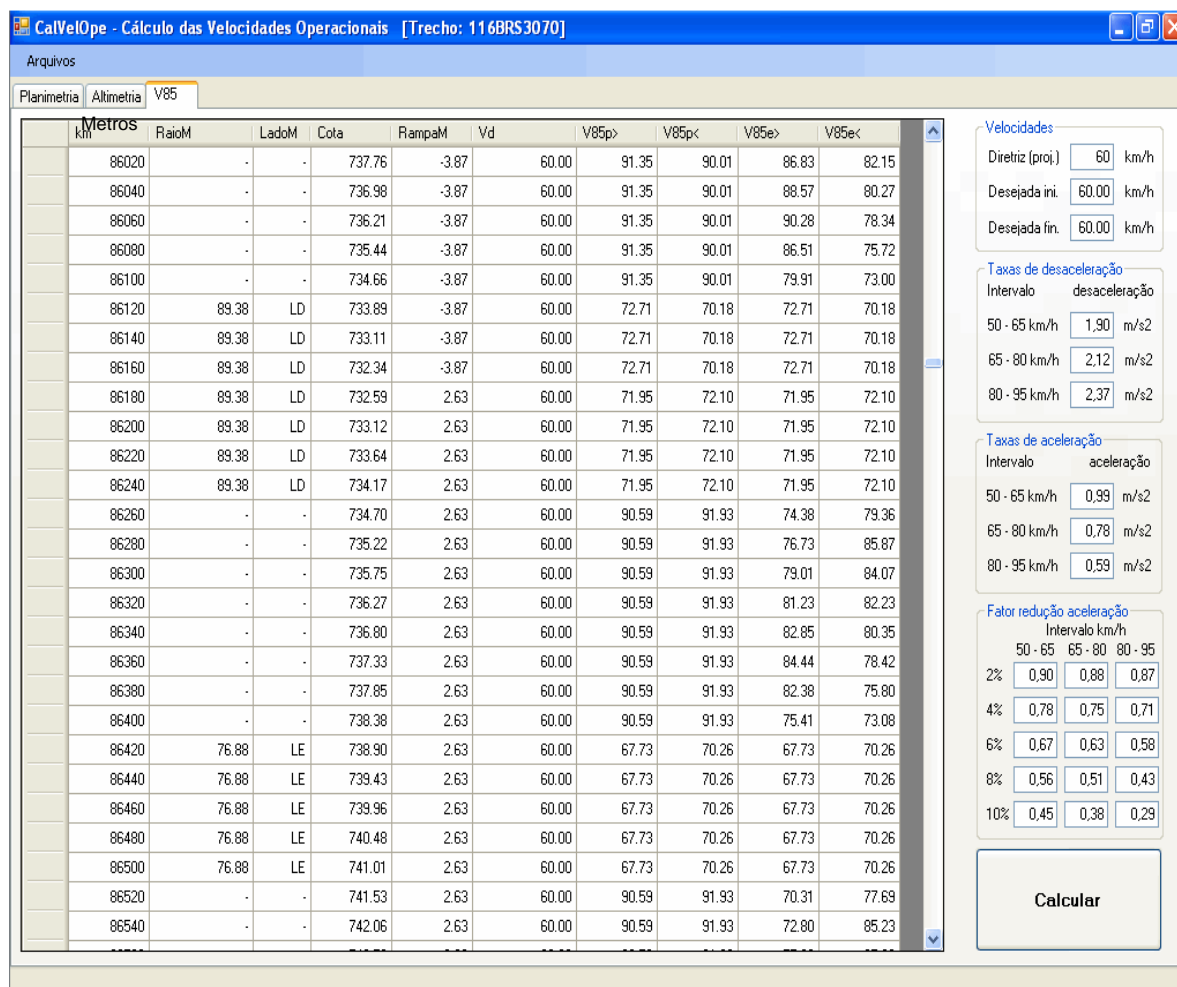 CalVelOpe - Cálculo das Velocidades Operacionais [Trecho: 116BRS3070]
Arquivos
Planimetria Altimetria V85
km Metros RaioM LadoM Cota RampaM Vd V85p> V85p< V85e> V85e<
86020 - - 737.76 -3.87 60.00 91.35 90.01 86.83 82.15
86040 - - 736.98 -3.87 60.00 91.35 90.01 88.57 80.27
86060 - - 736.21 -3.87 60.00 91.35 90.01 90.28 78.34
86080 - - 735.44 -3.87 60.00 91.35 90.01 86.51 75.72
86100 - - 734.66 -3.87 60.00 91.35 90.01 79.91 73.00
86120 89.38 LD 733.89 -3.87 60.00 72.71 70.18 72.71 70.18
86140 89.38 LD 733.11 -3.87 60.00 72.71 70.18 72.71 70.18
86160 89.38 LD 732.34 -3.87 60.00 72.71 70.18 72.71 70.18
86180 89.38 LD 732.59 2.63 60.00 71.95 72.10 71.95 72.10
86200 89.38 LD 733.12 2.63 60.00 71.95 72.10 71.95 72.10
86220 89.38 LD 733.64 2.63 60.00 71.95 72.10 71.95 72.10
86240 89.38 LD 734.17 2.63 60.00 71.95 72.10 71.95 72.10
86260 - - 734.70 2.63 60.00 90.59 91.93 74.38 79.36
86280 - - 735.22 2.63 60.00 90.59 91.93 76.73 85.87
86300 - - 735.75 2.63 60.00 90.59 91.93 79.01 84.07
86320 - - 736.27 2.63 60.00 90.59 91.93 81.23 82.23
86340 - - 736.80 2.63 60.00 90.59 91.93 82.85 80.35
86360 - - 737.33 2.63 60.00 90.59 91.93 84.44 78.42
86380 - - 737.85 2.63 60.00 90.59 91.93 82.38 75.80
86400 - - 738.38 2.63 60.00 90.59 91.93 75.41 73.08
86420 76.88 LE 738.90 2.63 60.00 67.73 70.26 67.73 70.26
86440 76.88 LE 739.43 2.63 60.00 67.73 70.26 67.73 70.26
86460 76.88 LE 739.96 2.63 60.00 67.73 70.26 67.73 70.26
86480 76.88 LE 740.48 2.63 60.00 67.73 70.26 67.73 70.26
86500 76.88 LE 741.01 2.63 60.00 67.73 70.26 67.73 70.26
86520 - - 741.53 2.63 60.00 90.59 91.93 70.31 77.69
86540 - - 742.06 2.63 60.00 90.59 91.93 72.80 85.23
Velocidades
Diretriz (proj.) 60 km/h
Desejada ini. 60.00 km/h
Desejada fin. 60.00 km/h
Taxas de desaceleração
Intervalo desaceleração
50 - 65 km/h 1,90 m/s2
65 - 80 km/h 2,12 m/s2
80 - 95 km/h 2,37 m/s2
Taxas de aceleração
Intervalo aceleração
50 - 65 km/h 0,99 m/s2
65 - 80 km/h 0,78 m/s2
80 - 95 km/h 0,59 m/s2
Fator redução aceleração
Intervalo km/h
50 - 65 65 - 80 80 - 95
2% 0,90 0,88 0,87
4% 0,78 0,75 0,71
6% 0,67 0,63 0,58
8% 0,56 0,51 0,43
10% 0,45 0,38 0,29
Calcular